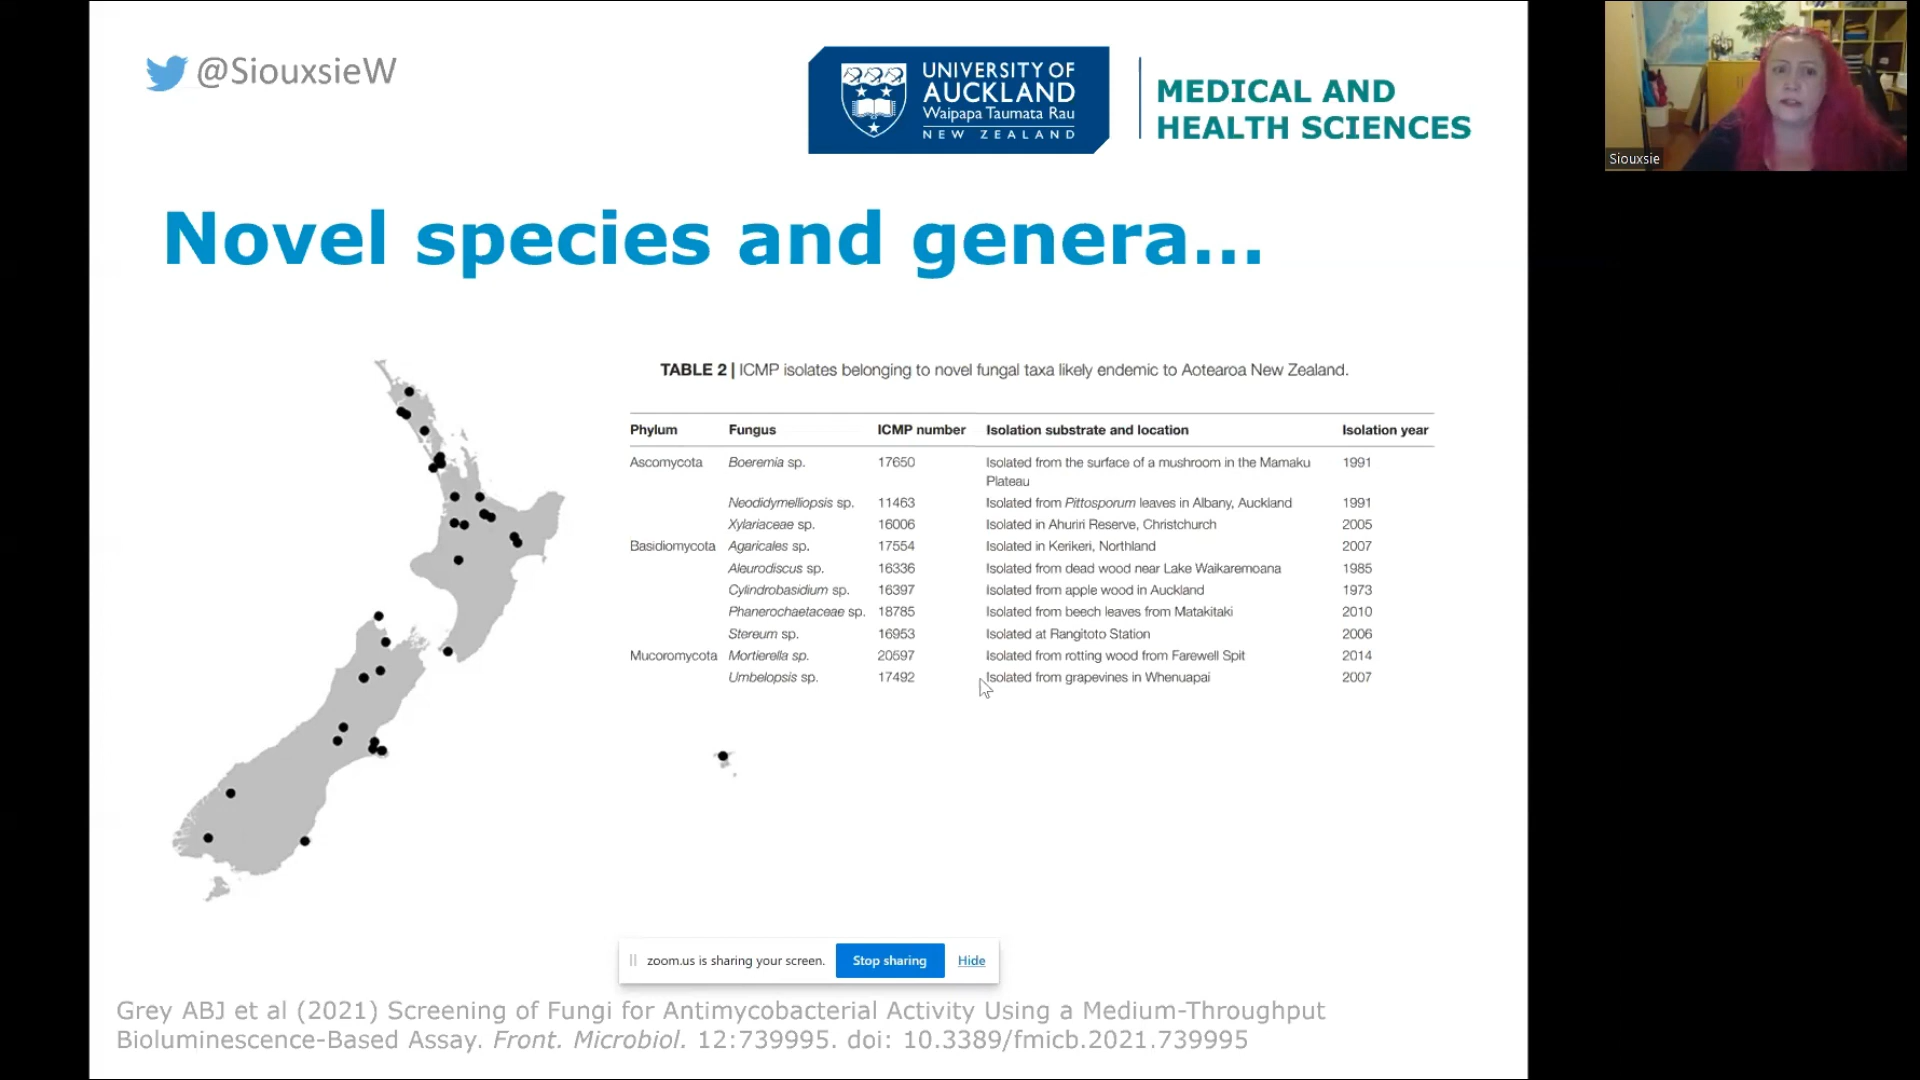 @SiouxsieW
UNIVERSITY OF
AUCKLAND
Waipapa Taumata Rau
NEW ZEALAND
MEDICAL AND
HEALTH SCIENCES
Siouxsie
Novel species and genera...
TABLE 2 | ICMP isolates belonging to novel fungal taxa likely endemic to Aotearoa New Zealand.
Phylum Fungus ICMP number Isolation substrate and location Isolation year
Ascomycota Boeremia sp. 17650 Isolated from the surface of a mushroom in the Mamaku 1991
Plateau
Neodidymelliopsis sp. 11463 Isolated from Pittosporum leaves in Albany, Auckland 1991
Xylariaceae sp. 16006 Isolated in Ahuriri Reserve, Christchurch 2005
Basidiomycota Agaricales sp. 17554 Isolated in Kerikeri, Northland 2007
Aleurodiscus sp. 16336 Isolated from dead wood near Lake Waikaremoana 1985
Cylindrobasidium sp. 16397 Isolated from apple wood in Auckland 1973
Phanerochaetaceae sp. 18785 Isolated from beech leaves from Matakitaki 2010
Stereum sp. 16953 Isolated at Rangitoto Station 2006
Mucoromycota Mortierella sp. 20597 Isolated from rotting wood from Farewell Spit 2014
Umbelopsis sp. 17492 Isolated from grapevines in Whenuapai 2007
zoom.us is sharing your screen. Stop sharing Hide
Grey ABJ et al (2021) Screening of Fungi for Antimycobacterial Activity Using a Medium-Throughput
Bioluminescence-Based Assay. Front. Microbiol. 12:739995. doi: 10.3389/fmicb.2021.739995